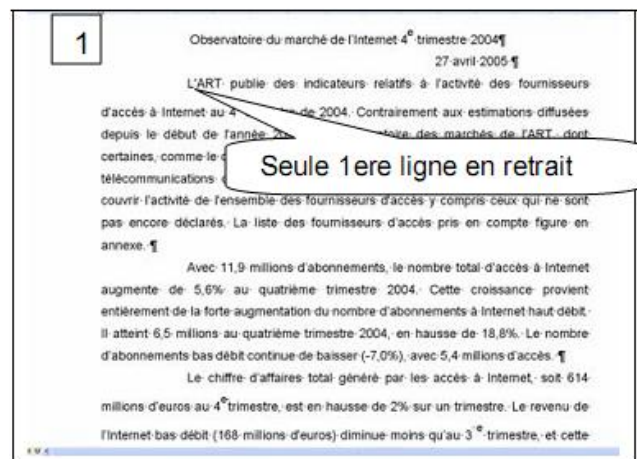 1
Observatoire du marché de l'Internet 4e trimestre 2004¶
27 avril 2005 ¶
L'ART publie des indicateurs relatifs à l'activité des fournisseurs
d'accès à Internet au 4 de 2004. Contrairement aux estimations diffusées
depuis le début de l'année des marchés de l'ART, dont
certaines, comme le
Seule 1ere ligne en retrait
télécommunications
couvrir l'activité de l'ensemble des fournisseurs d'accès y compris ceux qui ne sont
pas encore déclarés. La liste des fournisseurs d'accès pris en compte figure en
annexe. ¶
Avec 11,9 millions d'abonnements, le nombre total d'accès à Internet
augmente de 5,6% au quatrième trimestre 2004. Cette croissance provient
entièrement de la forte augmentation du nombre d'abonnements à Internet haut débit.
Il atteint 6,5 millions au quatrième trimestre 2004, en hausse de 18,8%. Le nombre
d'abonnements bas débit continue de baisser (-7,0%), avec 5,4 millions d'accès. ¶
Le chiffre d'affaires total généré par les accès à Internet, soit 614
millions d'euros au 4e trimestre, est en hausse de 2% sur un trimestre. Le revenu de
l'Internet bas débit (168 millions d'euros) diminue moins qu'au 3e trimestre, et cette